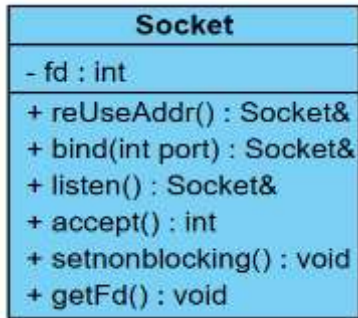 Socket
- fd : int
+ reUseAddr() : Socket&
+ bind(int port) : Socket&
+ listen() : Socket&
+ accept() : int
+ setnonblocking() : void
+ getFd() : void